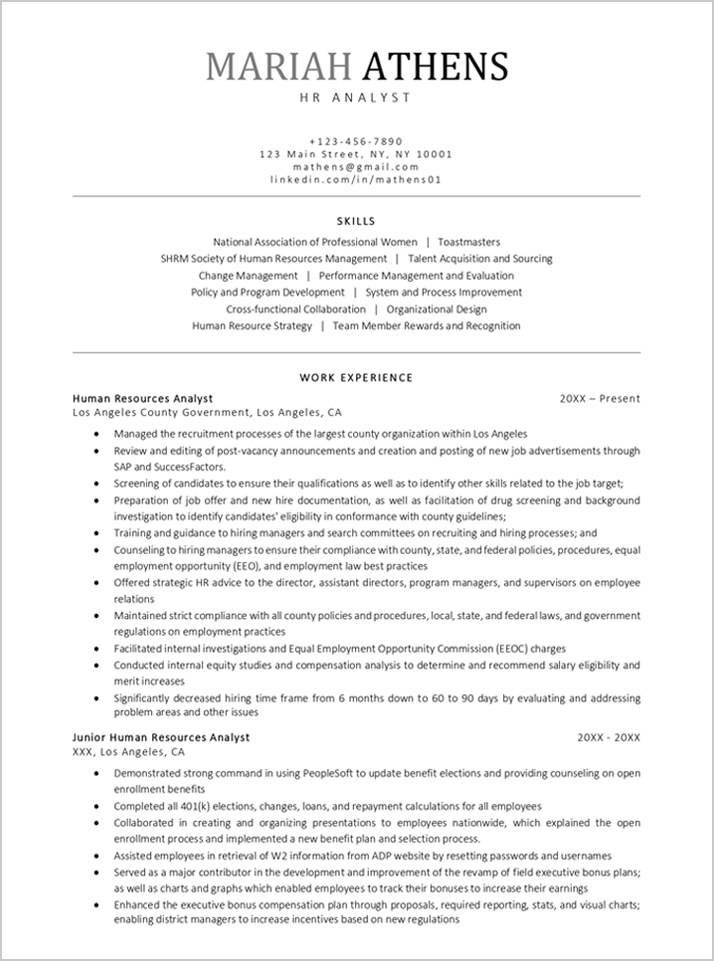 MARIAH ATHENS
HR ANALYST
+123-456-7890
123 Main Street, NY, NY 10001
mathens@gmail.com
linkedin.com/in/mathens01
SKILLS
National Association of Professional Women | Toastmasters
SHRM Society of Human Resources Management | Talent Acquisition and Sourcing
Change Management | Performance Management and Evaluation
Policy and Program Development | System and Process Improvement
Cross-functional Collaboration | Organizational Design
Human Resource Strategy | Team Member Rewards and Recognition
WORK EXPERIENCE
Human Resources Analyst 20XX – Present
Los Angeles County Government, Los Angeles, CA
• Managed the recruitment processes of the largest county organization within Los Angeles
• Review and editing of post-vacancy announcements and creation and posting of new job advertisements through
SAP and SuccessFactors.
• Screening of candidates to ensure their qualifications as well as to identify other skills related to the job target;
• Preparation of job offer and new hire documentation, as well as facilitation of drug screening and background
investigation to identify candidates' eligibility in conformance with county guidelines;
• Training and guidance to hiring managers and search committees on recruiting and hiring processes; and
• Counseling to hiring managers to ensure their compliance with county, state, and federal policies, procedures, equal
employment opportunity (EEO), and employment law best practices
• Offered strategic HR advice to the director, assistant directors, program managers, and supervisors on employee
relations
• Maintained strict compliance with all county policies and procedures, local, state, and federal laws, and government
regulations on employment practices
• Facilitated internal investigations and Equal Employment Opportunity Commission (EEOC) charges
• Conducted internal equity studies and compensation analysis to determine and recommend salary eligibility and
merit increases
• Significantly decreased hiring time frame from 6 months down to 60 to 90 days by evaluating and addressing
problem areas and other issues
Junior Human Resources Analyst 20XX - 20XX
XXX, Los Angeles, CA
• Demonstrated strong command in using PeopleSoft to update benefit elections and providing counseling on open
enrollment benefits
• Completed all 401(k) elections, changes, loans, and repayment calculations for all employees
• Collaborated in creating and organizing presentations to employees nationwide, which explained the open
enrollment process and implemented a new benefit plan and selection process.
• Assisted employees in retrieval of W2 information from ADP website by resetting passwords and usernames
• Served as a major contributor in the development and improvement of the revamp of field executive bonus plans;
as well as charts and graphs which enabled employees to track their bonuses to increase their earnings
• Enhanced the executive bonus compensation plan through proposals, required reporting, stats, and visual charts;
enabling district managers to increase incentives based on new regulations